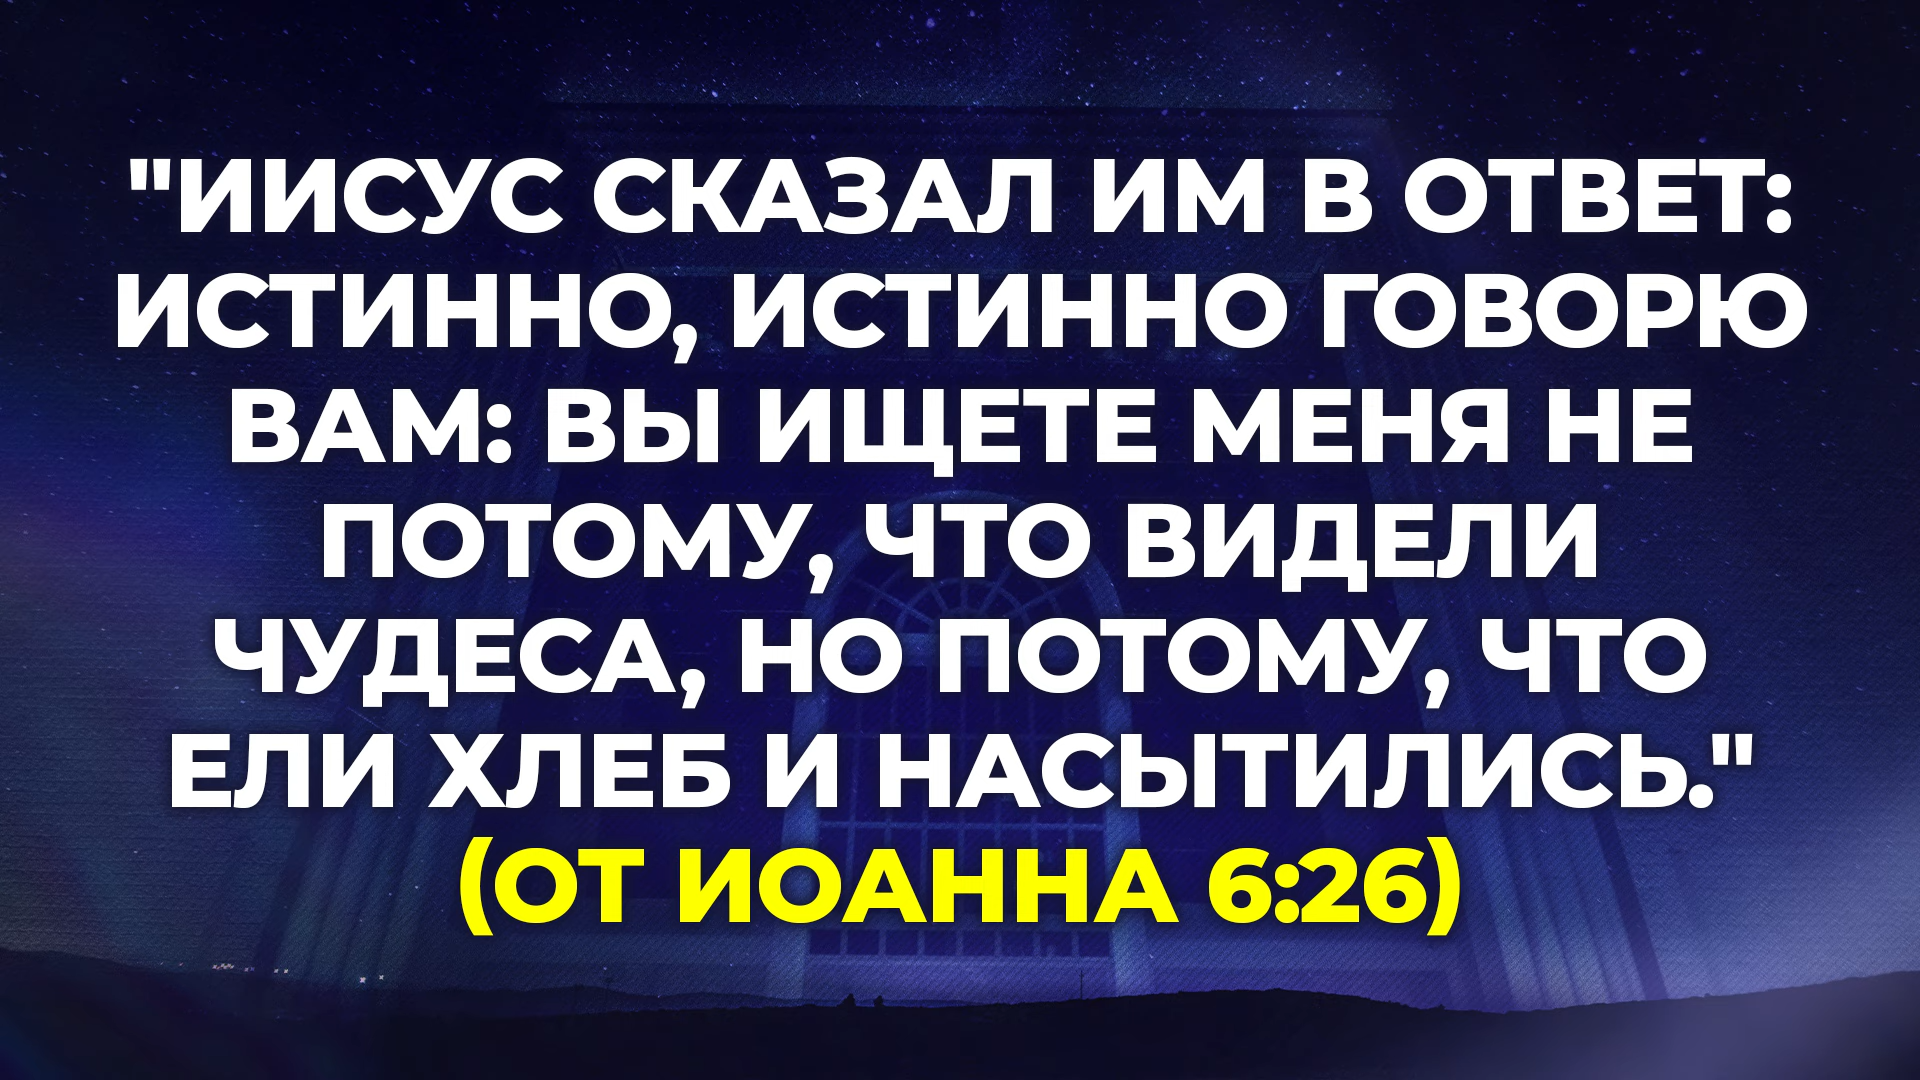 "ИИСУС СКАЗАЛ ИМ В ОТВЕТ:
ИСТИННО, ИСТИННО ГОВОРЮ
ВАМ: ВЫ ИЩЕТЕ МЕНЯ НЕ
ПОТОМУ, ЧТО ВИДЕЛИ
ЧУДЕСА, НО ПОТОМУ, ЧТО
ЕЛИ ХЛЕБ И НАСЫТИЛИСЬ."
(ОТ ИОАННА 6:26)